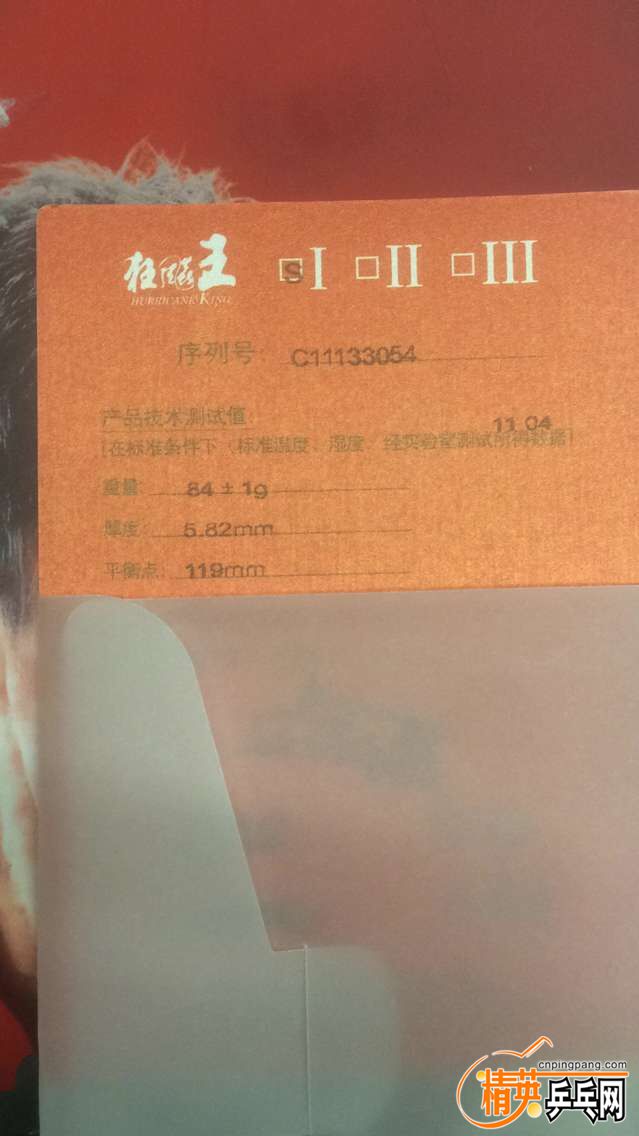 狂飚王 S I □II □III
HURRICANE KING
序列号: C11133054
产品技术测试值: 11.04
[在标准条件下(标准温度、湿度、经实验室测试所得数据]
重量: 84±1g
厚度: 5.82mm
平衡点: 119mm
cnpingpang.com
精英乒乓网